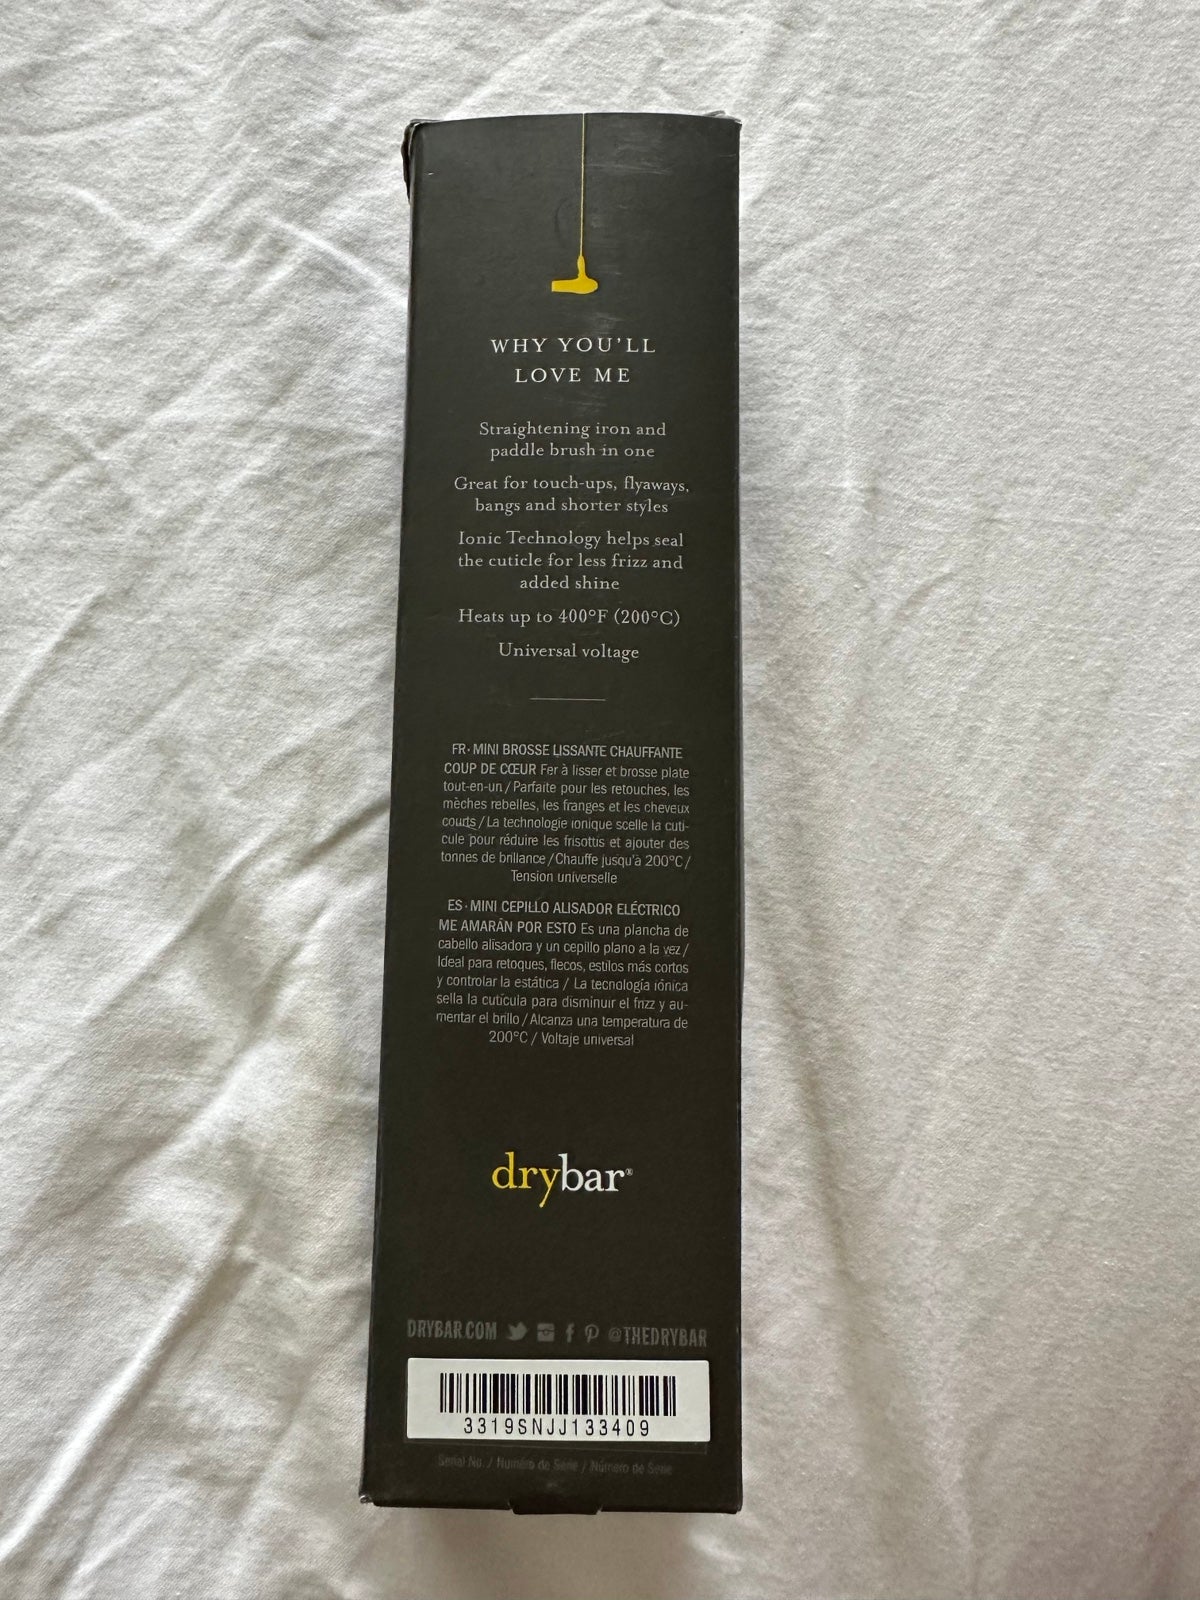 WHY YOU'LL
LOVE ME
Straightening iron and
paddle brush in one
Great for touch-ups, flyaways,
bangs and shorter styles
Ionic Technology helps seal
the cuticle for less frizz and
added shine
Heats up to 400°F (200°C)
Universal voltage
FR · MINI BROSSE LISSANTE CHAUFFANTE
COUP DE CŒUR Fer à lisser et brosse plate
tout-en-un / Parfaite pour les retouches, les
mèches rebelles, les franges et les cheveux
courts / La technologie ionique scelle la cuti-
cule pour réduire les frisottis et ajouter des
tonnes de brillance / Chauffe jusqu'à 200°C /
Tension universelle
ES · MINI CEPILLO ALISADOR ELÉCTRICO
ME AMARÁN POR ESTO Es una plancha de
cabello alisadora y un cepillo plano a la vez /
Ideal para retoques, flecos, estilos más cortos
y controlar la estática / La tecnología iónica
sella la cutícula para disminuir el frizz y au-
mentar el brillo / Alcanza una temperatura de
200°C / Voltaje universal
drybar®
DRYBAR.COM @THEDRYBAR
3319SNJJ133409
Serial No. / Numéro de Série / Número de Serie